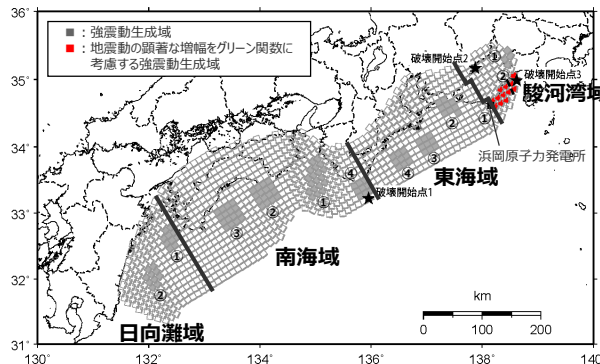 36°
35°
34°
33°
32°
31°
130°
132°
134°
136°
138°
140°
■ ：強震動生成域
■ ：地震動の顕著な増幅をグリーン関数に
考慮する強震動生成域
破壊開始点2
①
②
破壊開始点3
駿河湾域
②
①
浜岡原子力発電所
③
④
東海域
④
破壊開始点1
①
②
③
南海域
①
②
日向灘域
km
0
100
200